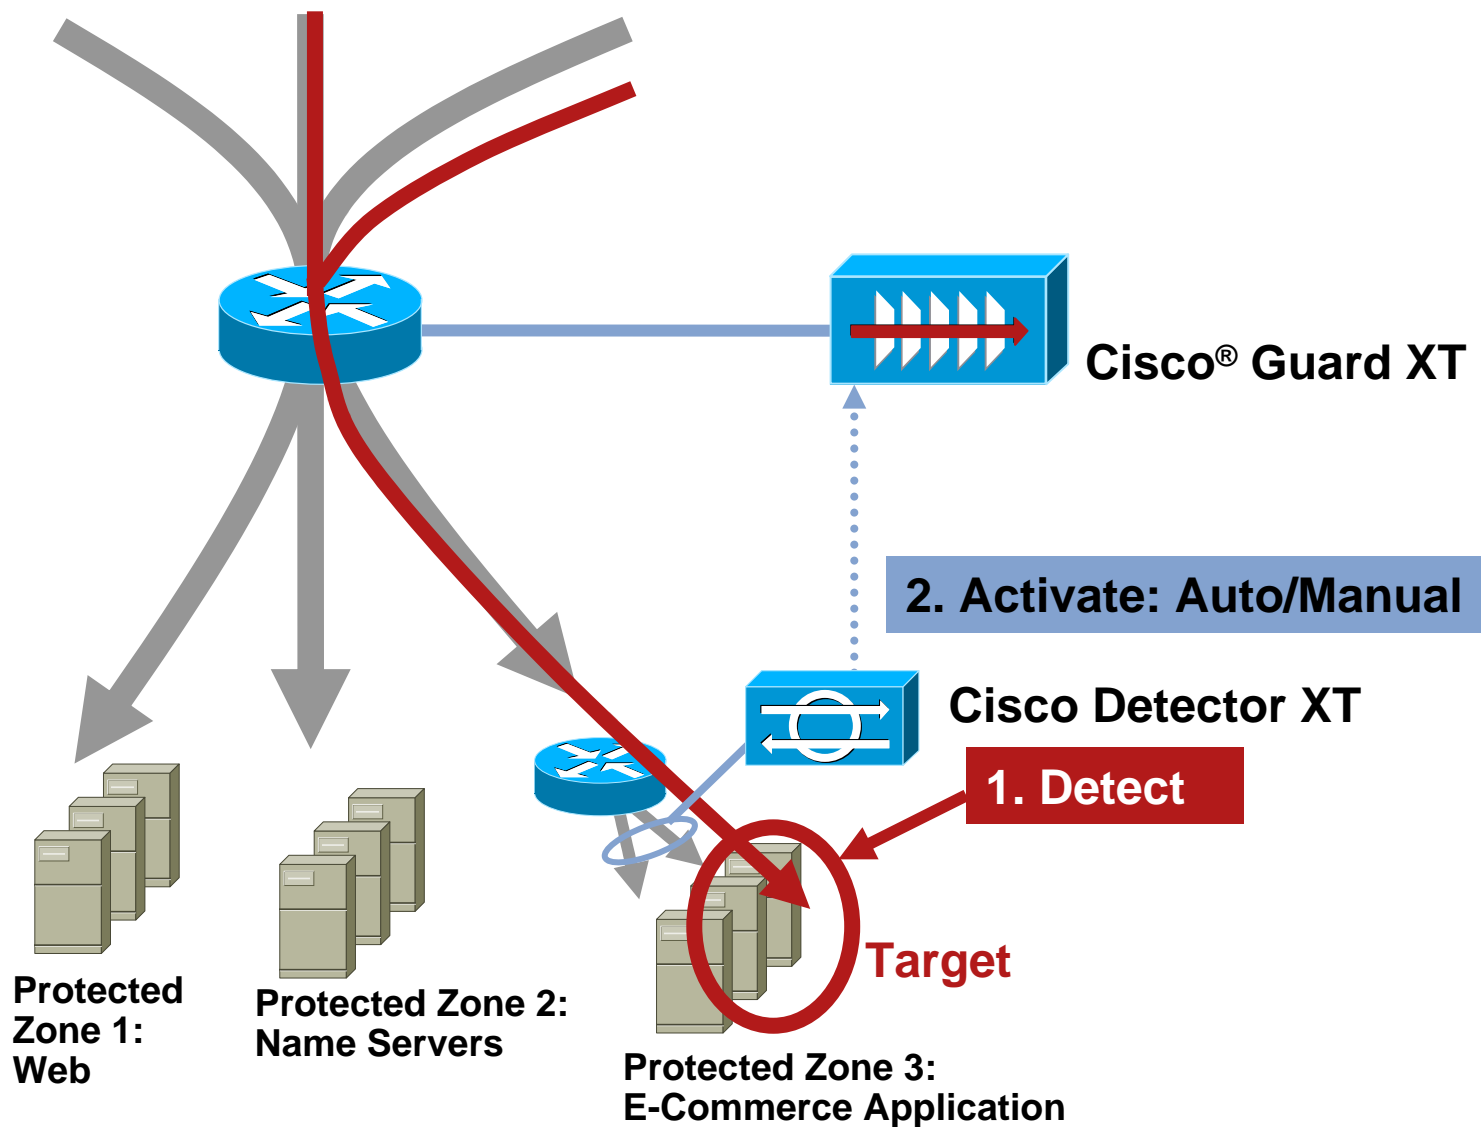 Cisco® Guard XT
2. Activate: Auto/Manual
Cisco Detector XT
1. Detect
Target
Protected
Zone 1:
Web
Protected Zone 2:
Name Servers
Protected Zone 3:
E-Commerce Application